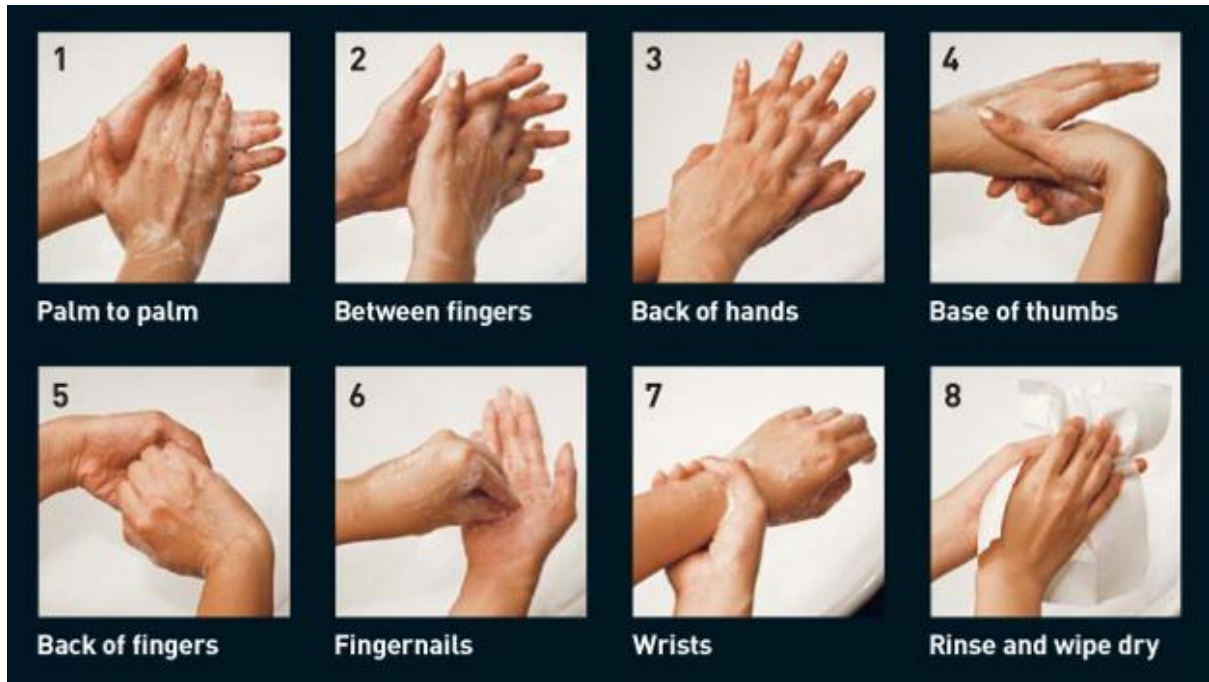 1
2
3
4
Palm to palm
Between fingers
Back of hands
Base of thumbs
5
6
7
8
Back of fingers
Fingernails
Wrists
Rinse and wipe dry